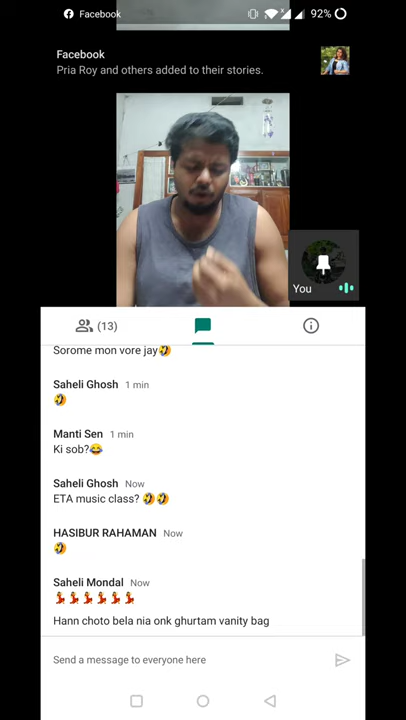 Facebook
92%
Facebook
Pria Roy and others added to their stories.
You
(13)
Sorome mon vore jay🤣
Saheli Ghosh 1 min
🤣
Manti Sen 1 min
Ki sob?😂
Saheli Ghosh Now
ETA music class? 🤣🤣
HASIBUR RAHAMAN Now
🤣
Saheli Mondal Now
💃💃💃💃💃💃
Hann choto bela nia onk ghurtam vanity bag
Send a message to everyone here